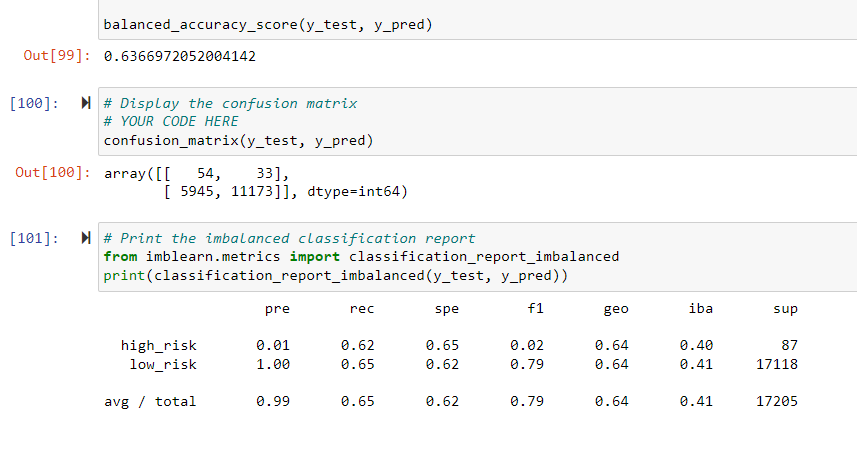 balanced_accuracy_score(y_test, y_pred)
Out[99]: 0.6366972052004142
[100]: # Display the confusion matrix
# YOUR CODE HERE
confusion_matrix(y_test, y_pred)
Out[100]: array([[   54,    33],
       [ 5945, 11173]], dtype=int64)
[101]: # Print the imbalanced classification report
from imblearn.metrics import classification_report_imbalanced
print(classification_report_imbalanced(y_test, y_pred))
pre rec spe f1 geo iba sup
high_risk 0.01 0.62 0.65 0.02 0.64 0.40 87
low_risk 1.00 0.65 0.62 0.79 0.64 0.41 17118
avg / total 0.99 0.65 0.62 0.79 0.64 0.41 17205